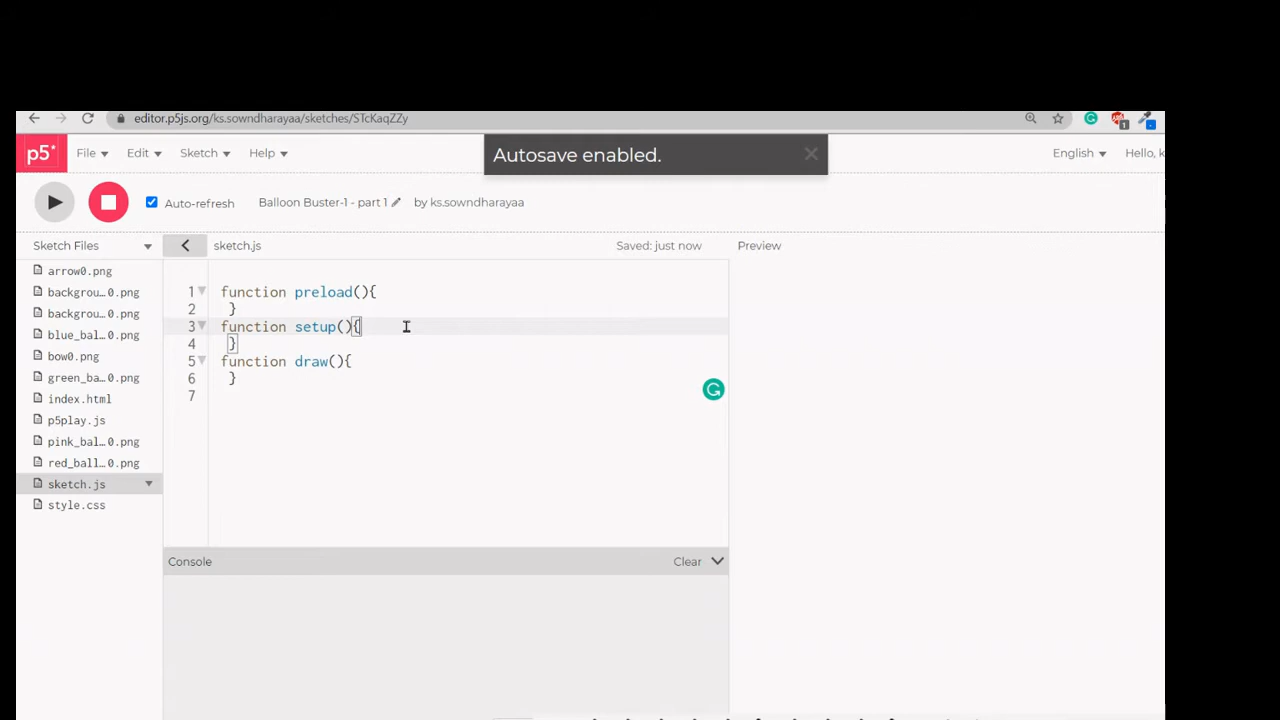 editor.p5js.org/ks.sowndharayaa/sketches/STcKaqZZy
1
p5* File Edit Sketch Help Autosave enabled. English Hello, k
Auto-refresh Balloon Buster-1 - part 1 by ks.sowndharayaa
Sketch Files sketch.js Saved: just now Preview
arrow0.png
backgrou...0.png
backgrou...0.png
blue_bal...0.png
bow0.png
green_ba...0.png
index.html
p5play.js
pink_bal...0.png
red_ball...0.png
sketch.js
style.css
1 function preload(){
2 }
3 function setup(){
4 }
5 function draw(){
6 }
7
Console Clear